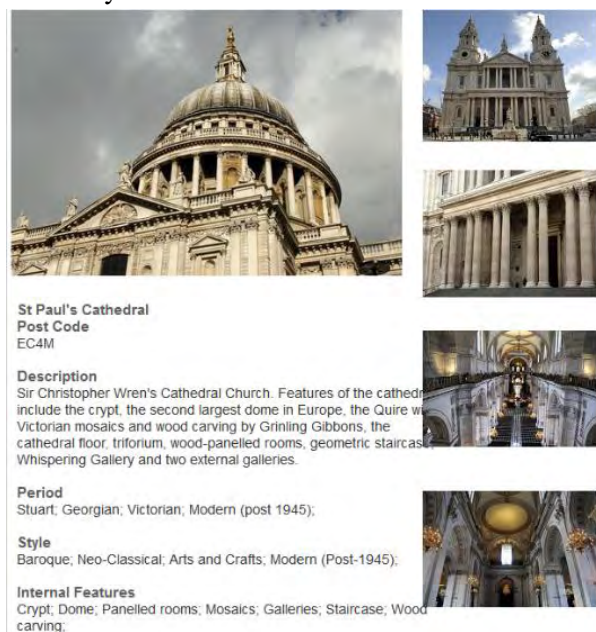 St Paul's Cathedral
Post Code
EC4M
Description
Sir Christopher Wren's Cathedral Church. Features of the
include the crypt, the second largest dome in Europe, the Quire
Victorian mosaics and wood carving by Grinling Gibbons, the
cathedral floor, triforium, wood-panelled rooms, geometric staircase,
Whispering Gallery and two external galleries.
Period
Stuart; Georgian; Victorian; Modern (post 1945);
Style
Baroque; Neo-Classical; Arts and Crafts; Modern (Post-1945);
Internal Features
Crypt; Dome; Panelled rooms; Mosaics; Galleries; Staircase; Wood
carving;